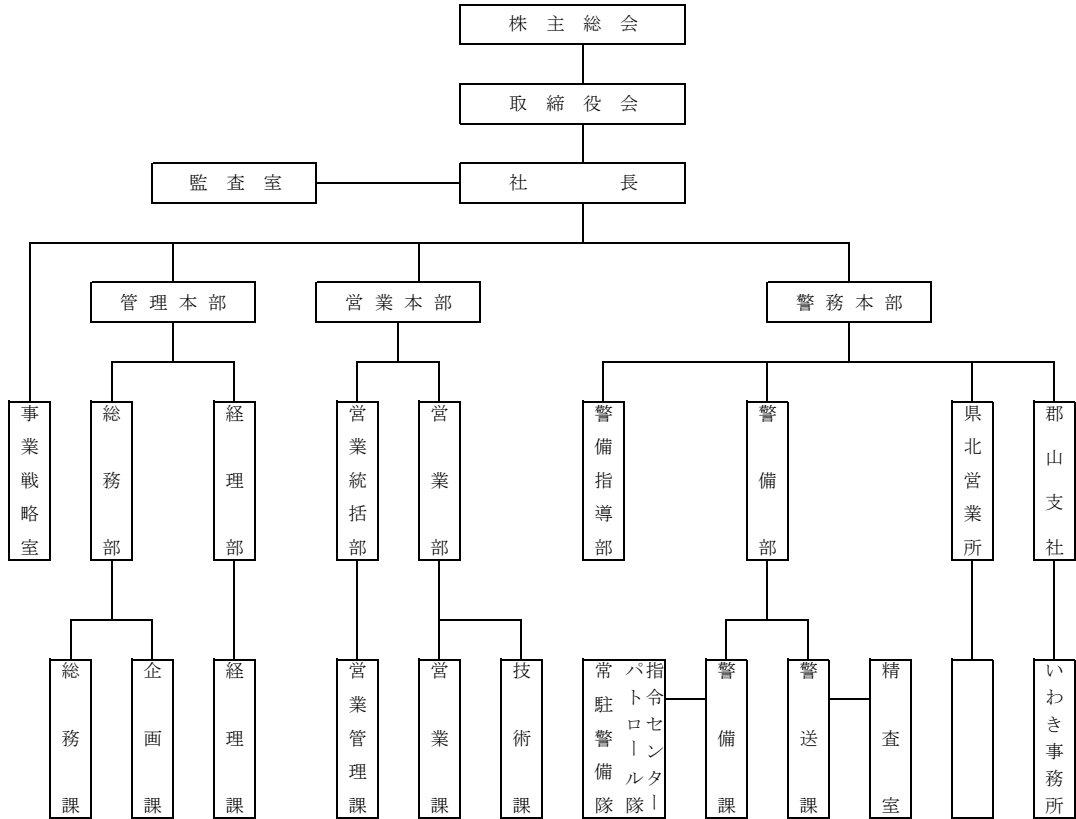 株主総会
取締役会
監査室
社長
管理本部
営業本部
警務本部
事業戦略室
総務部
経理部
営業統括部
営業部
警備指導部
警備部
県北営業所
郡山支社
総務課
企画課
経理課
営業管理課
営業課
技術課
指令センター
パトロール隊
常駐警備隊
警備課
警送課
精査室
いわき事務所